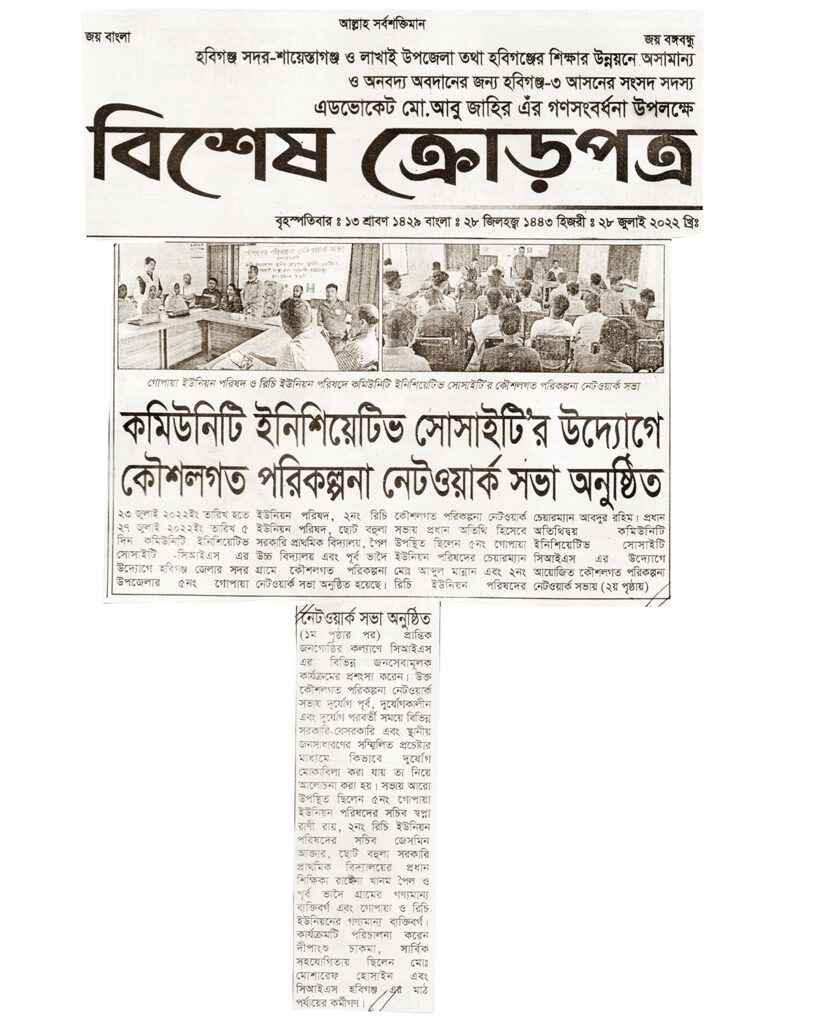 আল্লাহ সর্বশক্তিমান
জয় বাংলা
জয় বঙ্গবন্ধু
হবিগঞ্জ সদর-শায়েস্তাগঞ্জ ও লাখাই উপজেলা তথা হবিগঞ্জের শিক্ষার উন্নয়নে অসামান্য
ও অনবদ্য অবদানের জন্য হবিগঞ্জ-৩ আসনের সংসদ সদস্য
এডভোকেট মো.আবু জাহির এঁর গণসংবর্ধনা উপলক্ষে
বিশেষ ক্রোড়পত্র
বৃহস্পতিবার ঃ ১৩ শ্রাবণ ১৪২৯ বাংলা ঃ ২৮ জিলহজ্ব ১৪৪৩ হিজরী ঃ ২৮ জুলাই ২০২২ খ্রিঃ
কৌশলগত পরিকল্পনা নেটওয়ার্ক সভা
গোপায়া ইউনিয়ন পরিষদ ও রিচি ইউনিয়ন পরিষদে কমিউনিটি ইনিশিয়েটিভ সোসাইটি'র কৌশলগত পরিকল্পনা নেটওয়ার্ক সভা
কমিউনিটি ইনিশিয়েটিভ সোসাইটি'র উদ্যোগে
কৌশলগত পরিকল্পনা নেটওয়ার্ক সভা অনুষ্ঠিত
২৩ জুলাই ২০২২ইং তারিখ হতে
২৭ জুলাই ২০২২ইং তারিখ ৫
দিন কমিউনিটি ইনিশিয়েটিভ
সোসাইটি -সিআইএস এর
উদ্যোগে হবিগঞ্জ জেলার সদর
উপজেলার ৫নং গোপায়া
ইউনিয়ন পরিষদ, ২নং রিচি
ইউনিয়ন পরিষদ, ছোট বহুলা
সরকারি প্রাথমিক বিদ্যালয়, পৈল
উচ্চ বিদ্যালয় এবং পূর্ব ভাদৈ
গ্রামে কৌশলগত পরিকল্পনা
নেটওয়ার্ক সভা অনুষ্ঠিত হয়েছে।
কৌশলগত পরিকল্পনা নেটওয়ার্ক
সভায় প্রধান অতিথি হিসেবে
উপস্থিত ছিলেন ৫নং গোপায়া
ইউনিয়ন পরিষদের চেয়ারম্যান
মোঃ আব্দুল মান্নান এবং ২নং
রিচি ইউনিয়ন পরিষদের
চেয়ারম্যান আবদুর রহিম। প্রধান
অতিথিদ্বয় কমিউনিটি
ইনিশিয়েটিভ সোসাইটি
সিআইএস এর উদ্যোগে
আয়োজিত কৌশলগত পরিকল্পনা
নেটওয়ার্ক সভায় (২য় পৃষ্ঠায়)
নেটওয়ার্ক সভা অনুষ্ঠিত
(১ম পৃষ্ঠার পর) প্রান্তিক
জনগোষ্ঠির কল্যাণে সিআইএস
এর বিভিন্ন জনসেবামূলক
কার্যক্রমের প্রশংসা করেন। উক্ত
কৌশলগত পরিকল্পনা নেটওয়ার্ক
সভায় দুর্যোগ পূর্ব, দুর্যোগকালীন
এবং দুর্যোগ পরবর্তী সময়ে বিভিন্ন
সরকারি-বেসরকারি এবং স্থানীয়
জনসাধারণের সম্মিলিত প্রচেষ্টার
মাধ্যমে কিভাবে দুর্যোগ
মোকাবিলা করা যায় তা নিয়ে
আলোচনা করা হয়। সভায় আরো
উপস্থিত ছিলেন ৫নং গোপায়া
ইউনিয়ন পরিষদের সচিব স্বপ্না
রাণী রায়, ২নং রিচি ইউনিয়ন
পরিষদের সচিব জেসমিন
আক্তার, ছোট বহুলা সরকারি
প্রাথমিক বিদ্যালয়ের প্রধান
শিক্ষিকা খানম পৈল ও
পূর্ব ভাদৈ গ্রামের গণ্যমান্য
ব্যক্তিবর্গ এবং গোপায়া ও রিচি
ইউনিয়নের গণ্যমান্য ব্যক্তিবর্গ।
কার্যক্রমটি পরিচালনা করেন
দীপাংশু চাকমা, সার্বিক
সহযোগিতায় ছিলেন মোঃ
মোশারেফ হোসাইন এবং
সিআইএস হবিগঞ্জ এর মাঠ
পর্যায়ের কর্মীগণ।